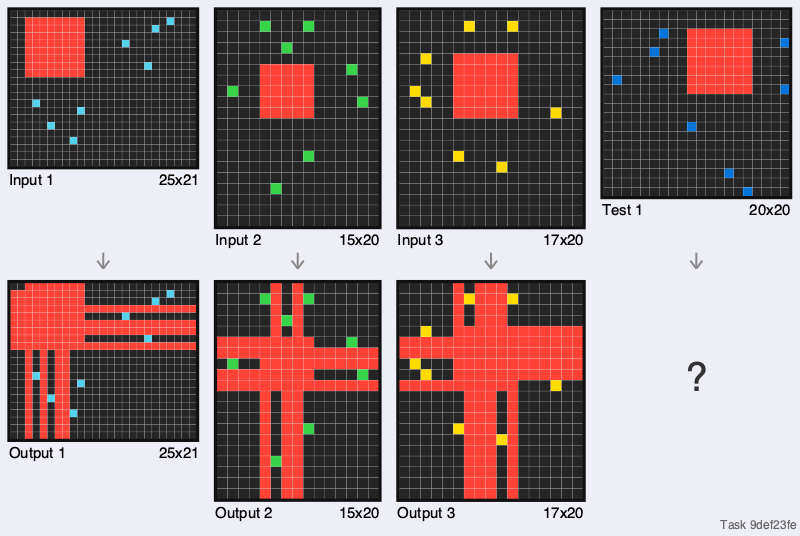 Input 1 25x21
Input 2 15x20
Input 3 17x20
Test 1 20x20
Output 1 25x21
Output 2 15x20
Output 3 17x20
?
Task 9def23fe